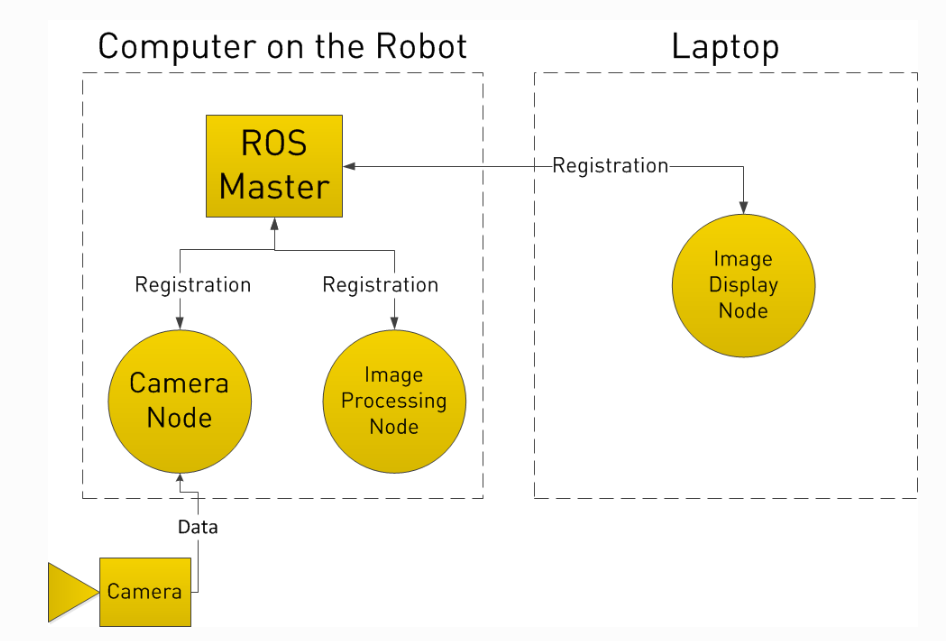 Computer on the Robot
Laptop
ROS
Master
Registration
Registration
Registration
Image
Display
Node
Camera
Node
Image
Processing
Node
Data
Camera